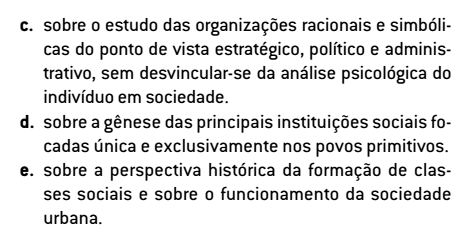 c. sobre o estudo das organizações racionais e simbóli-
cas do ponto de vista estratégico, político e adminis-
trativo, sem desvincular-se da análise psicológica do
indivíduo em sociedade.
d. sobre a gênese das principais instituições sociais fo-
cadas única e exclusivamente nos povos primitivos.
e. sobre a perspectiva histórica da formação de clas-
ses sociais e sobre o funcionamento da sociedade
urbana.